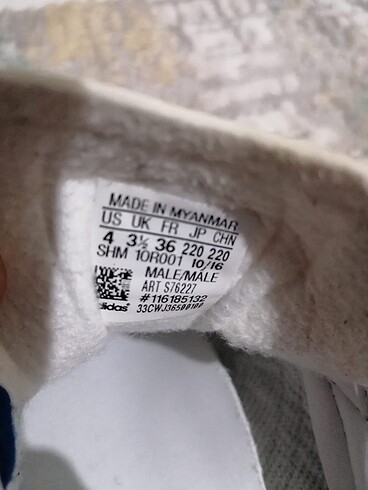 MADE IN MYANMAR
US UK FR JP CHN
4 3½ 36 220 220
SHM 10R001 10/16
MALE/MALE
ART S76227
#116185132
adidas® 33CWJ36500100